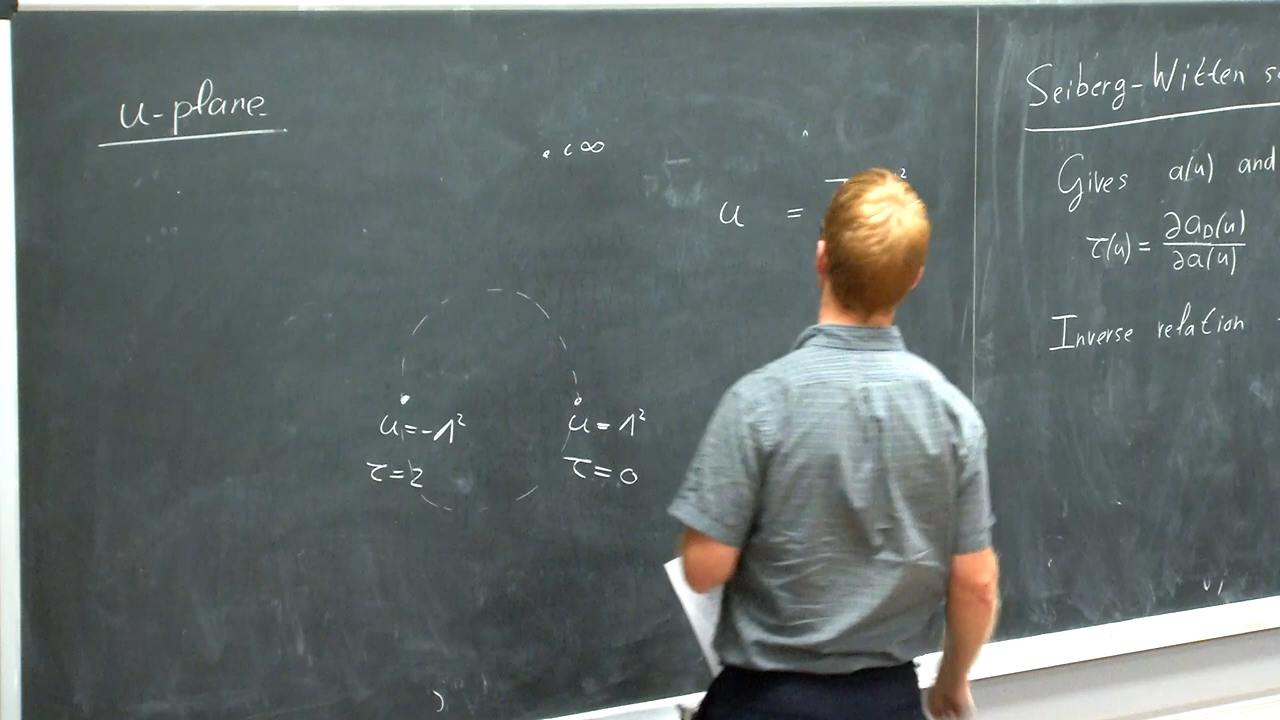 u-plane
i∞
u =
u=-Λ²
τ=2
u=Λ²
τ=0
Seiberg-Witten
Gives a(u) and
τ(u) = ∂a_D(u)/∂a(u)
Inverse relation